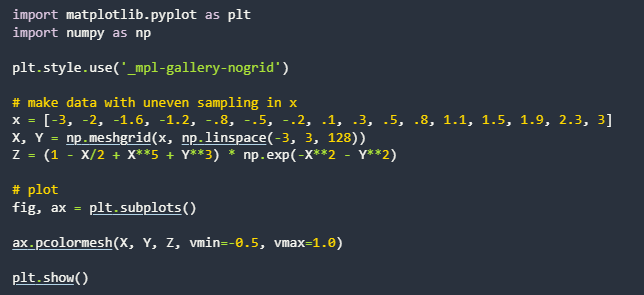 import matplotlib.pyplot as plt
import numpy as np
plt.style.use('_mpl-gallery-nogrid')
# make data with uneven sampling in x
x = [-3, -2, -1.6, -1.2, -.8, -.5, -.2, .1, .3, .5, .8, 1.1, 1.5, 1.9, 2.3, 3]
X, Y = np.meshgrid(x, np.linspace(-3, 3, 128))
Z = (1 - X/2 + X**5 + Y**3) * np.exp(-X**2 - Y**2)
# plot
fig, ax = plt.subplots()
ax.pcolormesh(X, Y, Z, vmin=-0.5, vmax=1.0)
plt.show()